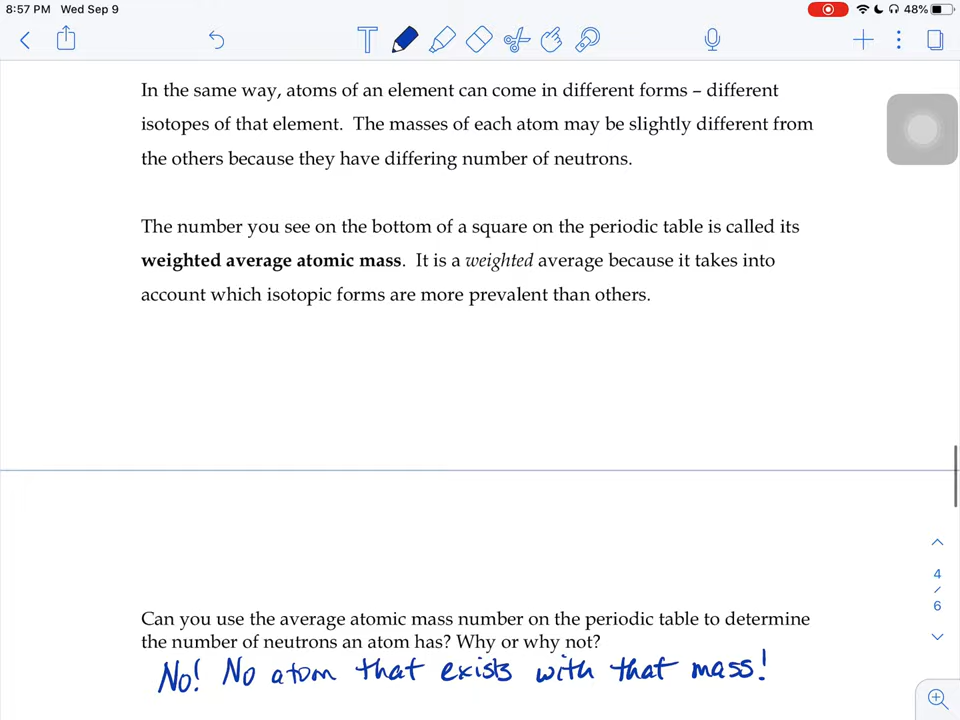 8:57 PM Wed Sep 9 48%
In the same way, atoms of an element can come in different forms – different
isotopes of that element. The masses of each atom may be slightly different from
the others because they have differing number of neutrons.
The number you see on the bottom of a square on the periodic table is called its
weighted average atomic mass. It is a weighted average because it takes into
account which isotopic forms are more prevalent than others.
4
/
6
Can you use the average atomic mass number on the periodic table to determine
the number of neutrons an atom has? Why or why not?
No! No atom that exists with that mass!